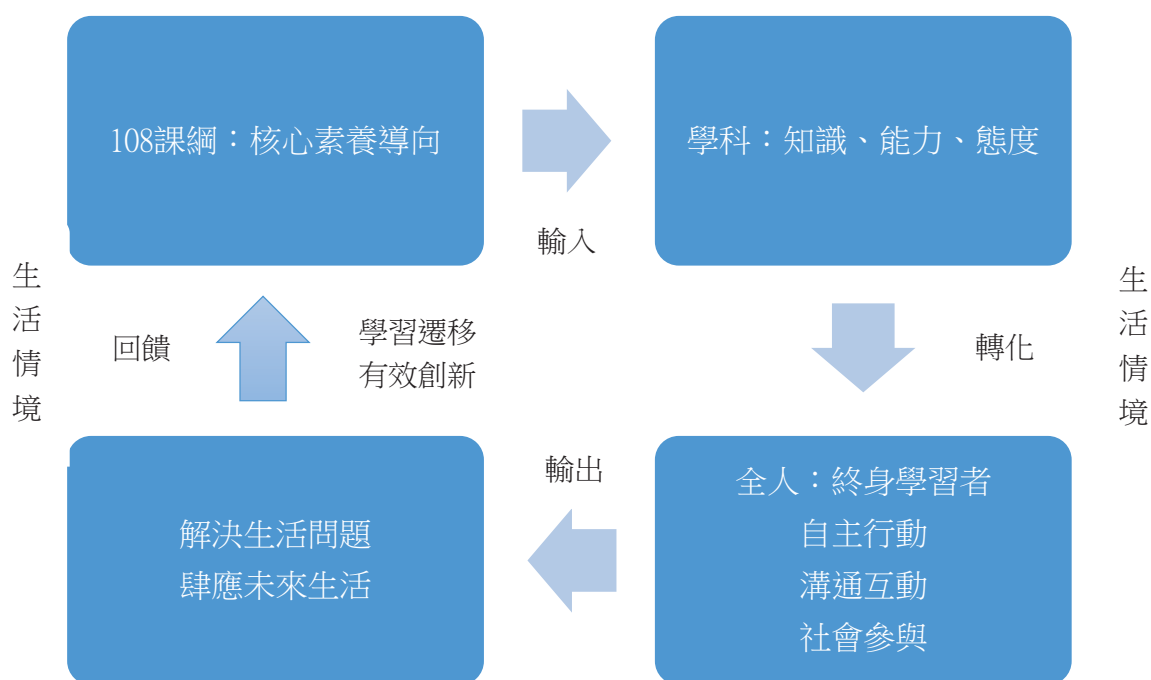 108課綱：核心素養導向
輸入
學科：知識、能力、態度
生活情境
生活情境
回饋
學習遷移
有效創新
轉化
解決生活問題
肆應未來生活
輸出
全人：終身學習者
自主行動
溝通互動
社會參與